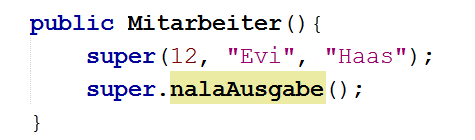 public Mitarbeiter(){
super(12, "Evi", "Haas");
super.nalaAusgabe();
}